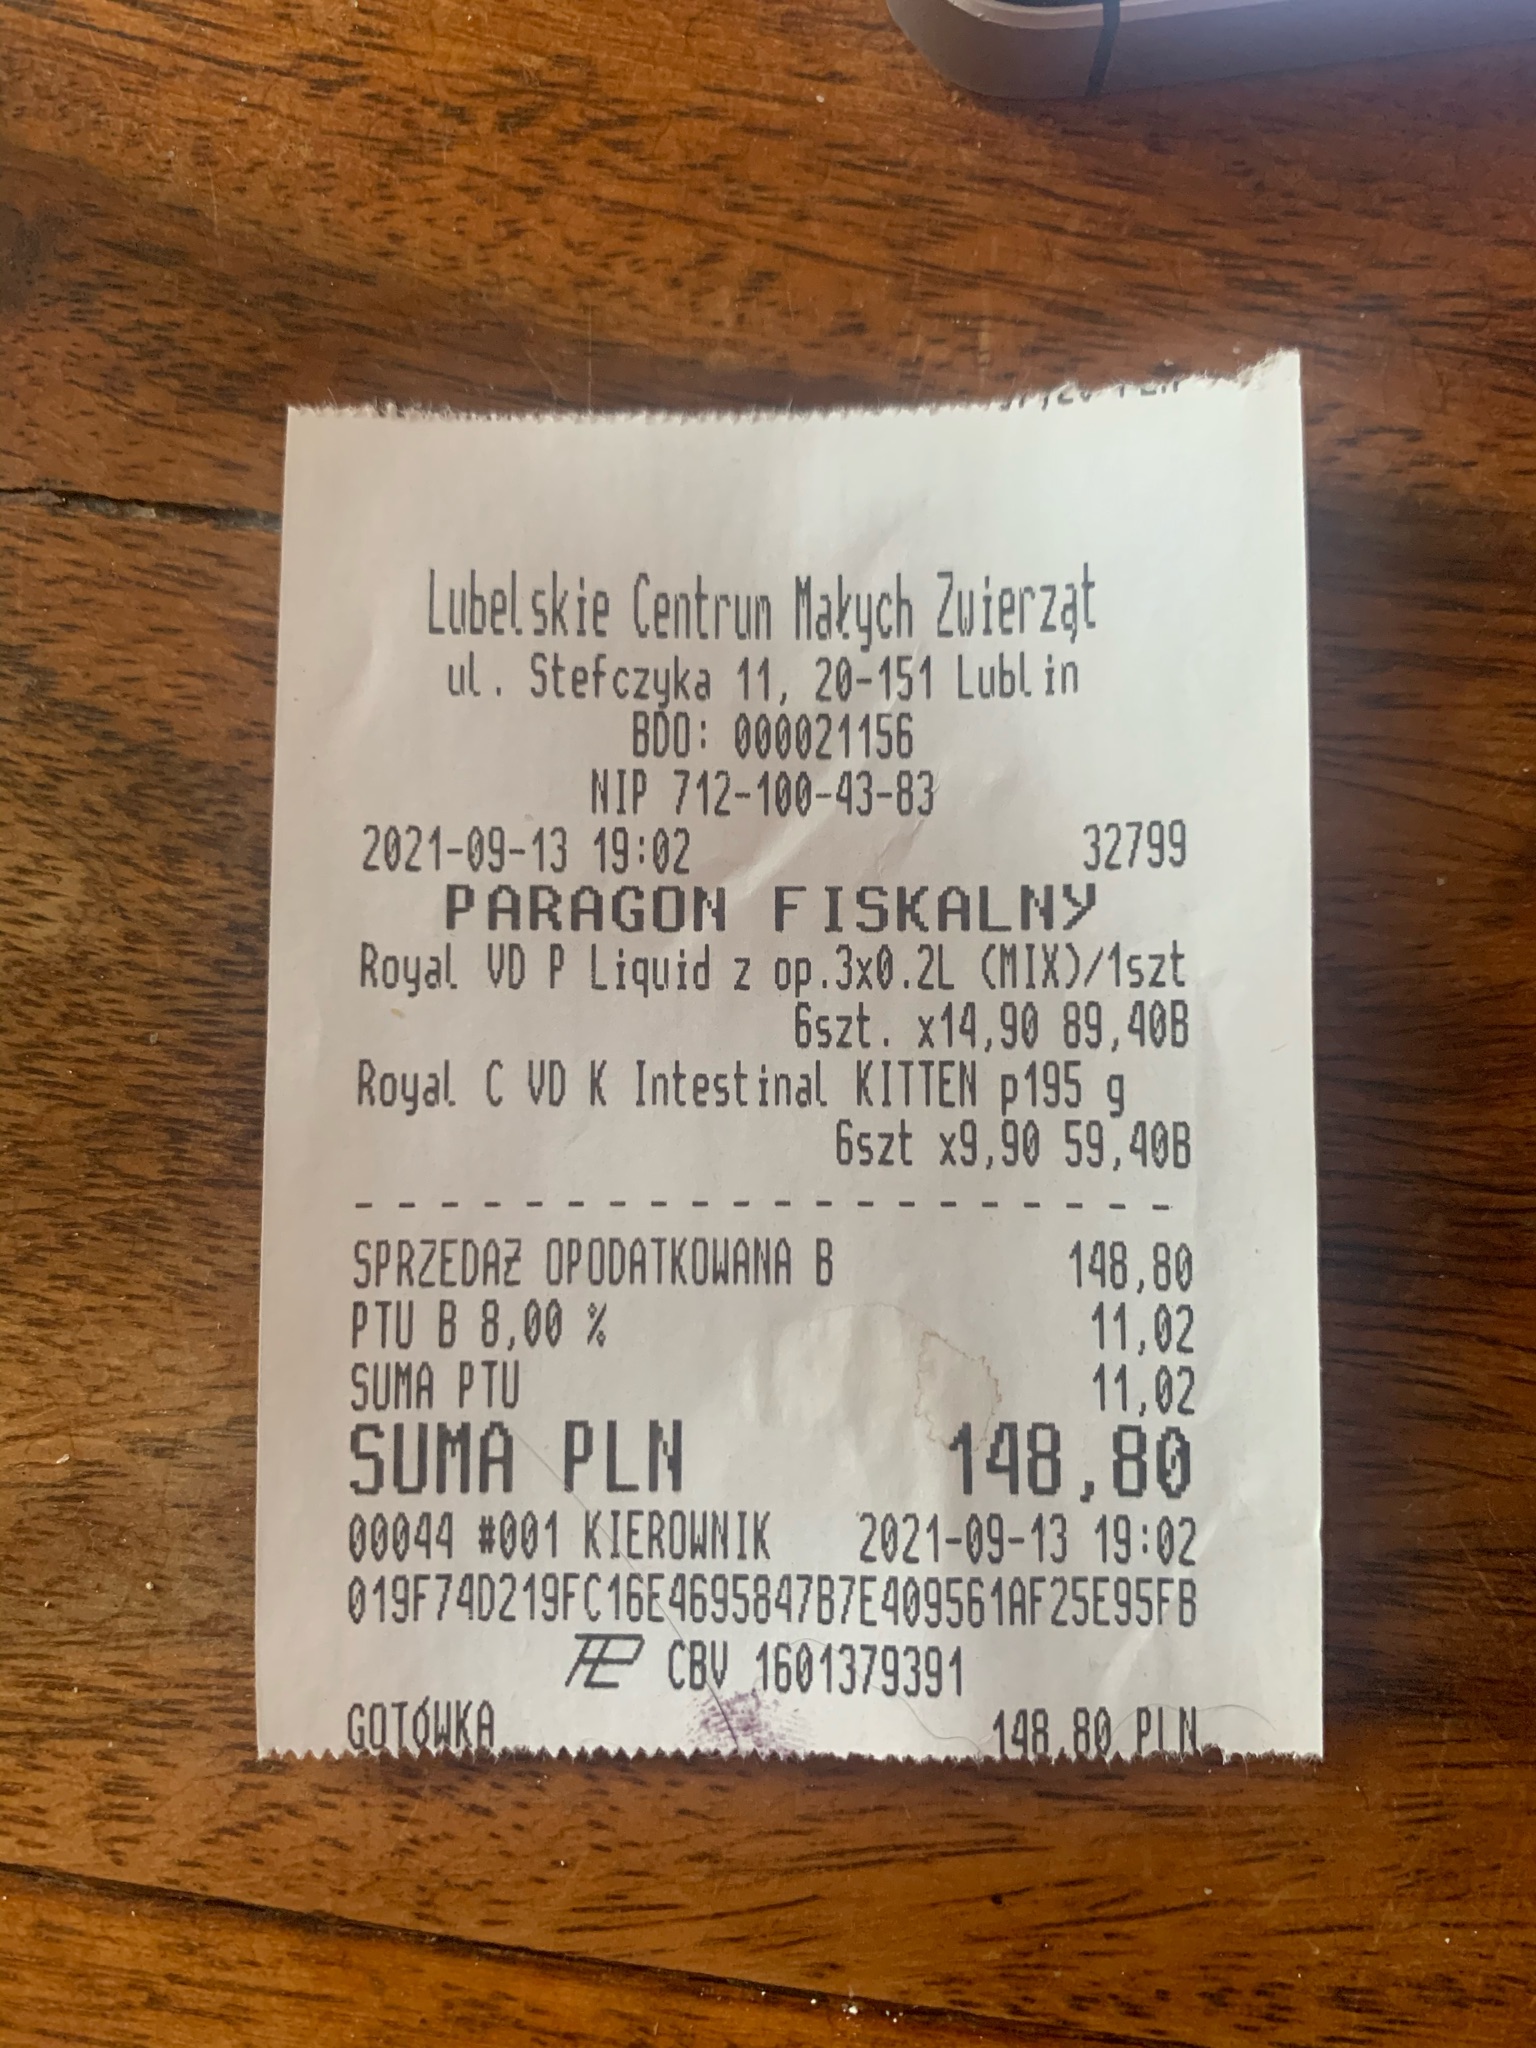 Lubelskie Centrum Małych Zwierząt
ul. Stefczyka 11, 20-151 Lublin
BDO: 000021156
NIP 712-100-43-83
2021-09-13 19:02 32799
PARAGON FISKALNY
Royal VD P Liquid z op.3x0.2L (MIX)/1szt
6szt. x14,90 89,40B
Royal C VD K Intestinal KITTEN p195 g
6szt x9,90 59,40B
- - - - - - - - - - - - - - - - - - - -
SPRZEDAŻ OPODATKOWANA B 148,80
PTU B 8,00 % 11,02
SUMA PTU 11,02
SUMA PLN 148,80
00044 #001 KIEROWNIK 2021-09-13 19:02
019F74D219FC16E4695847B7E409561AF25E95FB
PL CBV 1601379391
GOTÓWKA 148,80 PLN